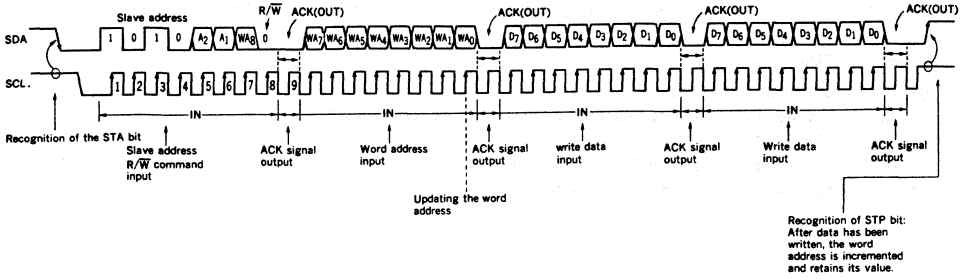 Slave address R/W̅ ACK(OUT) ACK(OUT) ACK(OUT) ACK(OUT)
SDA 1 0 1 0 A2 A1 WA8 0 WA7 WA6 WA5 WA4 WA3 WA2 WA1 WA0 D7 D6 D5 D4 D3 D2 D1 D0 D7 D6 D5 D4 D3 D2 D1 D0
SCL. 1 2 3 4 5 6 7 8 9
IN IN IN IN
Recognition of the STA bit
Slave address
R/W̅ command
input
ACK signal
output
Word address
input
ACK signal
output
write data
input
ACK signal
output
Write data
input
ACK signal
output
Updating the word
address
Recognition of STP bit:
After data has been
written, the word
address is incremented
and retains its value.